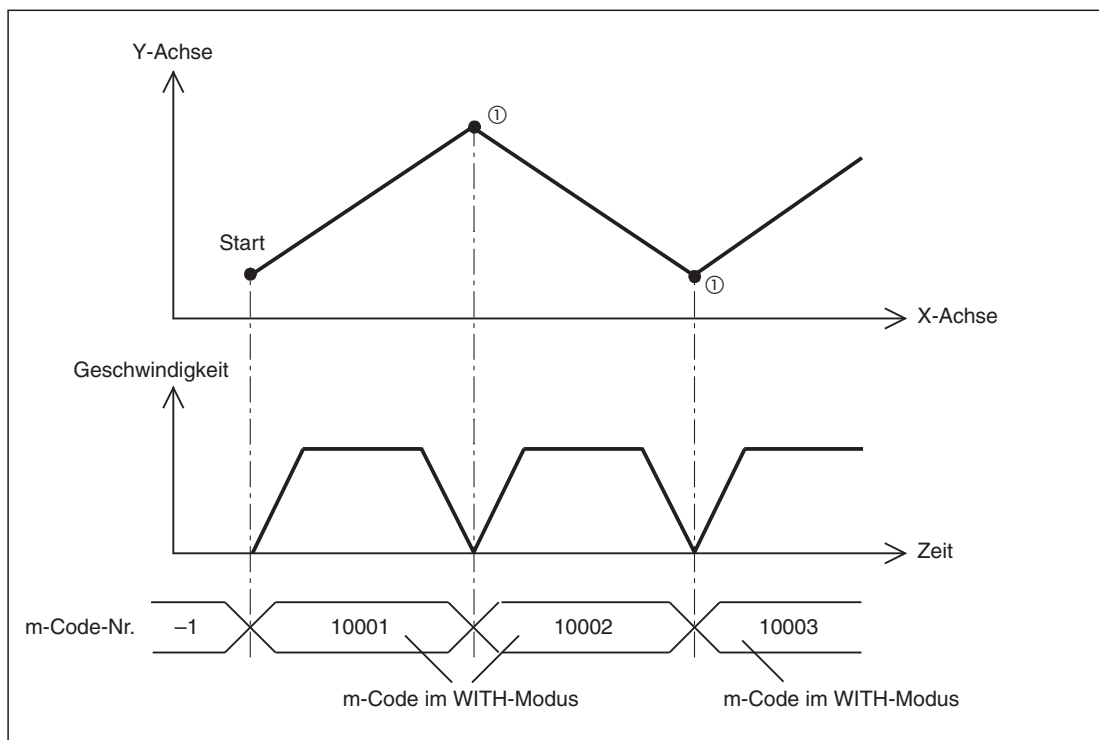 Y-Achse
①
Start
①
X-Achse
Geschwindigkeit
Zeit
m-Code-Nr. –1 10001 10002 10003
m-Code im WITH-Modus m-Code im WITH-Modus